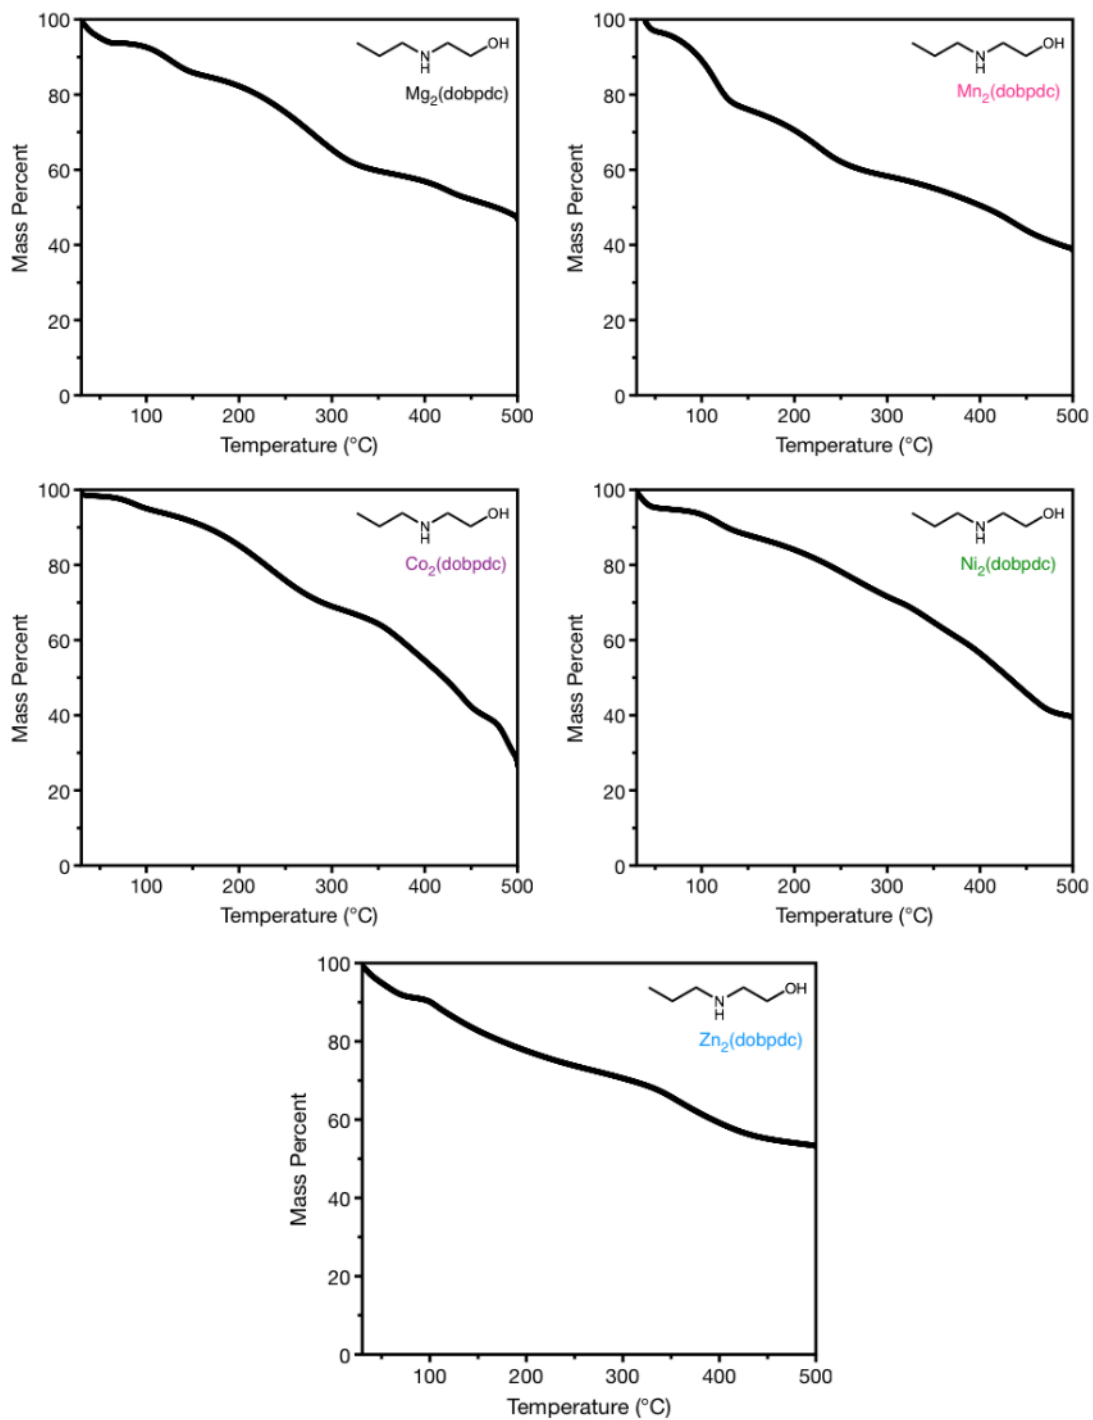 100
80
60
40
20
0
Mass Percent
100 200 300 400 500
Temperature (°C)
N
H
OH
Mg2(dobpdc)
100
80
60
40
20
0
Mass Percent
100 200 300 400 500
Temperature (°C)
N
H
OH
Mn2(dobpdc)
100
80
60
40
20
0
Mass Percent
100 200 300 400 500
Temperature (°C)
N
H
OH
Co2(dobpdc)
100
80
60
40
20
0
Mass Percent
100 200 300 400 500
Temperature (°C)
N
H
OH
Ni2(dobpdc)
100
80
60
40
20
0
Mass Percent
100 200 300 400 500
Temperature (°C)
N
H
OH
Zn2(dobpdc)